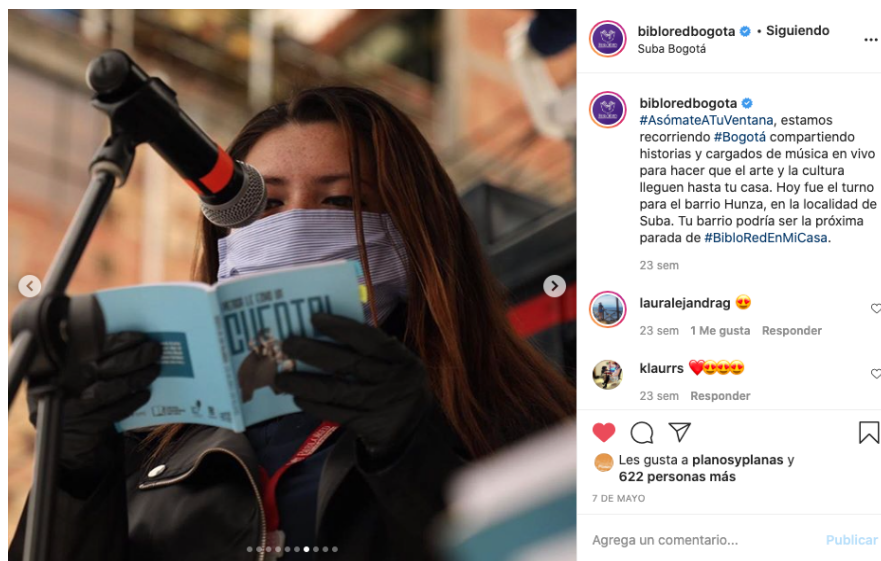 bibloredbogota • Siguiendo
Suba Bogotá
bibloredbogota
#AsómateATuVentana, estamos
recorriendo #Bogotá compartiendo
historias y cargados de música en vivo
para hacer que el arte y la cultura
lleguen hasta tu casa. Hoy fue el turno
para el barrio Hunza, en la localidad de
Suba. Tu barrio podría ser la próxima
parada de #BibloRedEnMiCasa.
23 sem
lauralejandrag 😍
23 sem 1 Me gusta Responder
klaurrs ❤️😍😍😍
23 sem Responder
Les gusta a planosyplanas y
622 personas más
7 DE MAYO
Agrega un comentario... Publicar